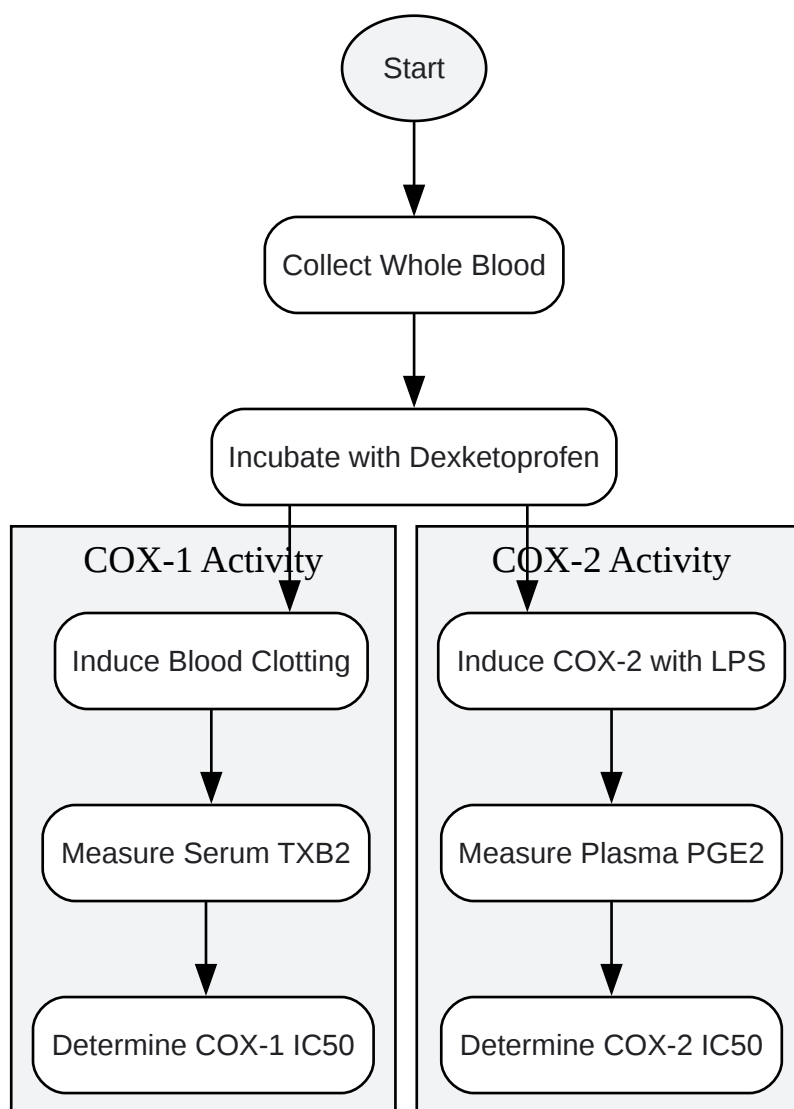 Start
Collect Whole Blood
Incubate with Dexketoprofen
COX-1 Activity
Induce Blood Clotting
Measure Serum TXB2
Determine COX-1 IC50
COX-2 Activity
Induce COX-2 with LPS
Measure Plasma PGE2
Determine COX-2 IC50